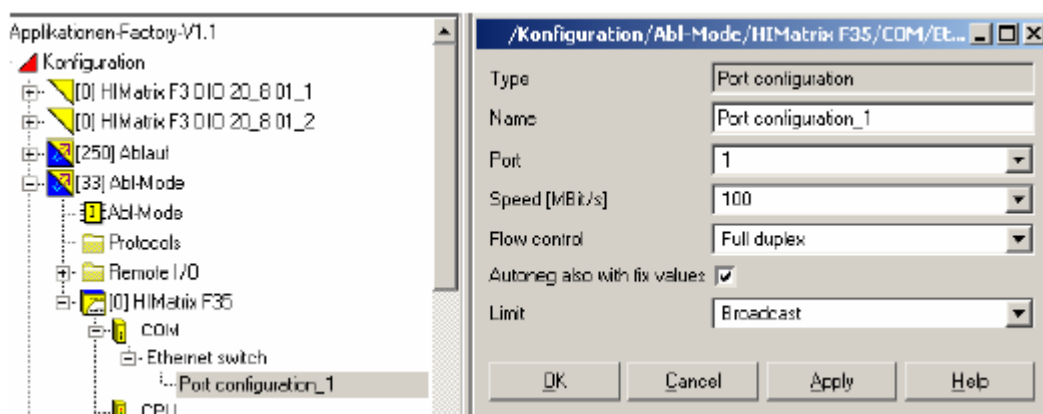 Applikationen-Factory-V1.1
Konfiguration
[0] HIMatrix F3 DIO 20_8 01_1
[0] HIMatrix F3 DIO 20_8 01_2
[250] Ablauf
[33] Abl-Mode
Abl-Mode
Protocols
Remote I/O
[0] HIMatrix F35
COM
Ethernet switch
Port configuration_1
CPU
/Konfiguration/Abl-Mode/HIMatrix F35/COM/Et...
Type
Port configuration
Name
Port configuration_1
Port
1
Speed [MBit/s]
100
Flow control
Full duplex
Autoneg also with fix values
Limit
Broadcast
OK
Cancel
Apply
Help